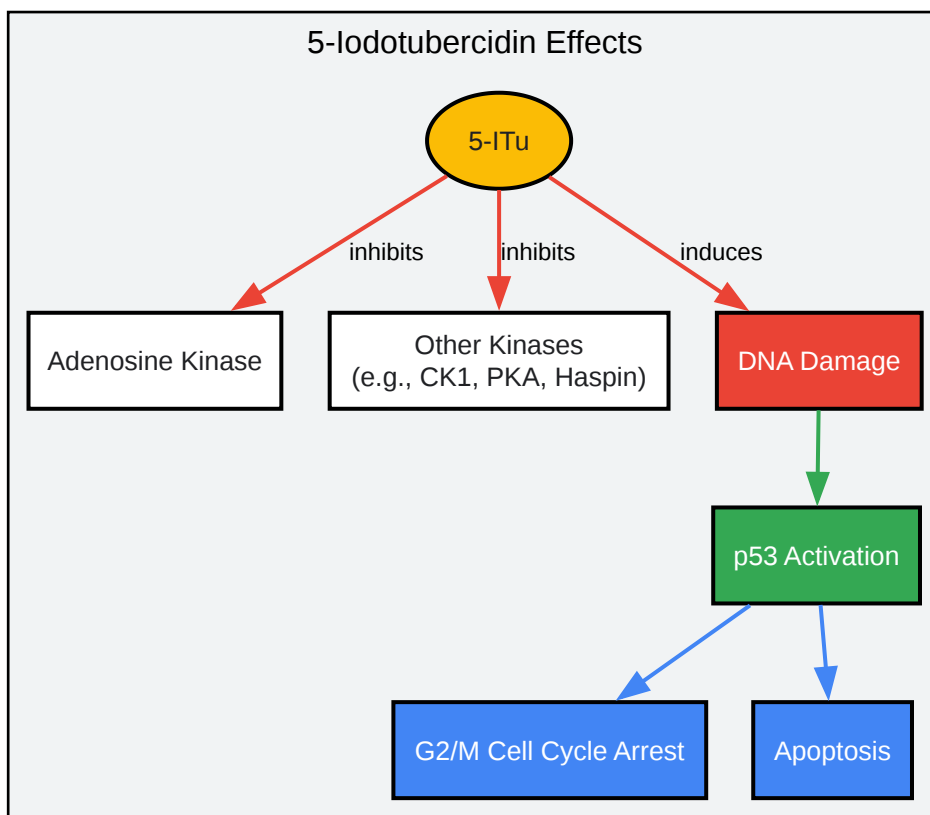 5-Iodotubercidin Effects
5-ITu
inhibits
inhibits
induces
Adenosine Kinase
Other Kinases
(e.g., CK1, PKA, Haspin)
DNA Damage
p53 Activation
G2/M Cell Cycle Arrest
Apoptosis